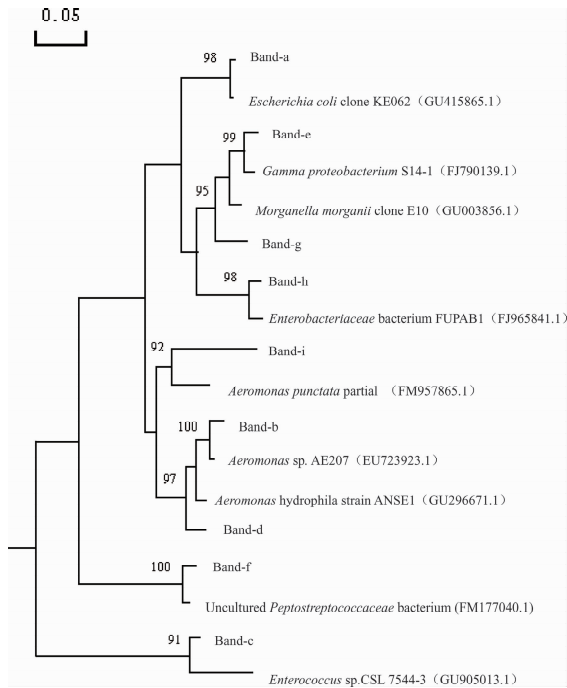 0.05
98
Band-a
Escherichia coli clone KE062（GU415865.1）
99
Band-e
Gamma proteobacterium S14-1（FJ790139.1）
95
Morganella morganii clone E10（GU003856.1）
Band-g
98
Band-h
Enterobacteriaceae bacterium FUPAB1（FJ965841.1）
92
Band-i
Aeromonas punctata partial （FM957865.1）
100
Band-b
Aeromonas sp. AE207（EU723923.1）
97
Aeromonas hydrophila strain ANSE1（GU296671.1）
Band-d
100
Band-f
Uncultured Peptostreptococcaceae bacterium (FM177040.1)
91
Band-c
Enterococcus sp.CSL 7544-3（GU905013.1）